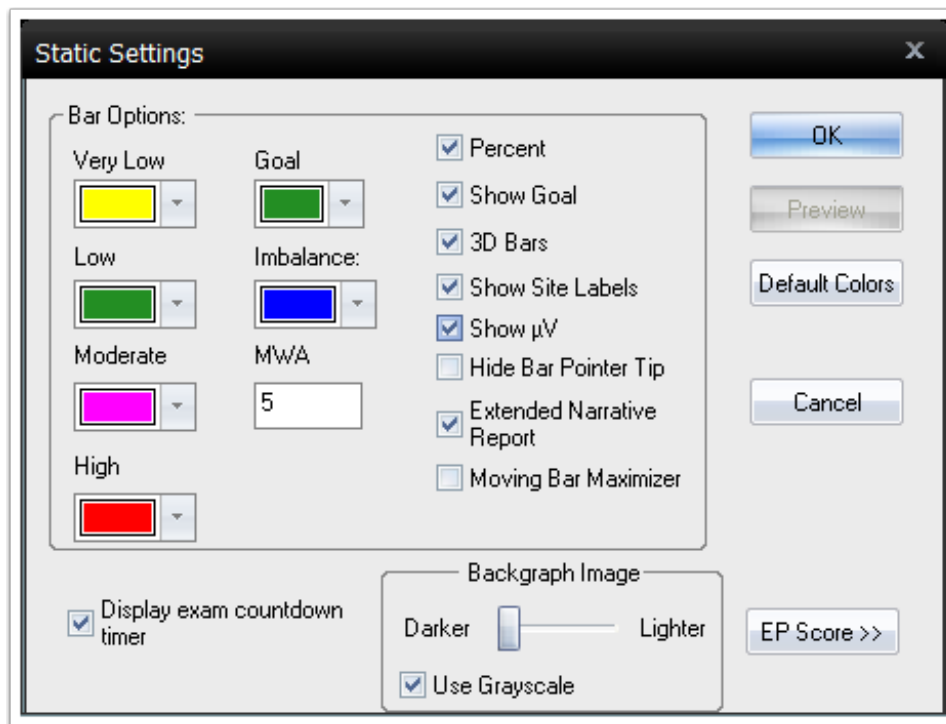 Static Settings
x
Bar Options:
Very Low
Goal
Low
Imbalance:
Moderate
MWA
5
High
Percent
Show Goal
3D Bars
Show Site Labels
Show µV
Hide Bar Pointer Tip
Extended Narrative
Report
Moving Bar Maximizer
OK
Preview
Default Colors
Cancel
Display exam countdown
timer
Backgraph Image
Darker
Lighter
Use Grayscale
EP Score >>